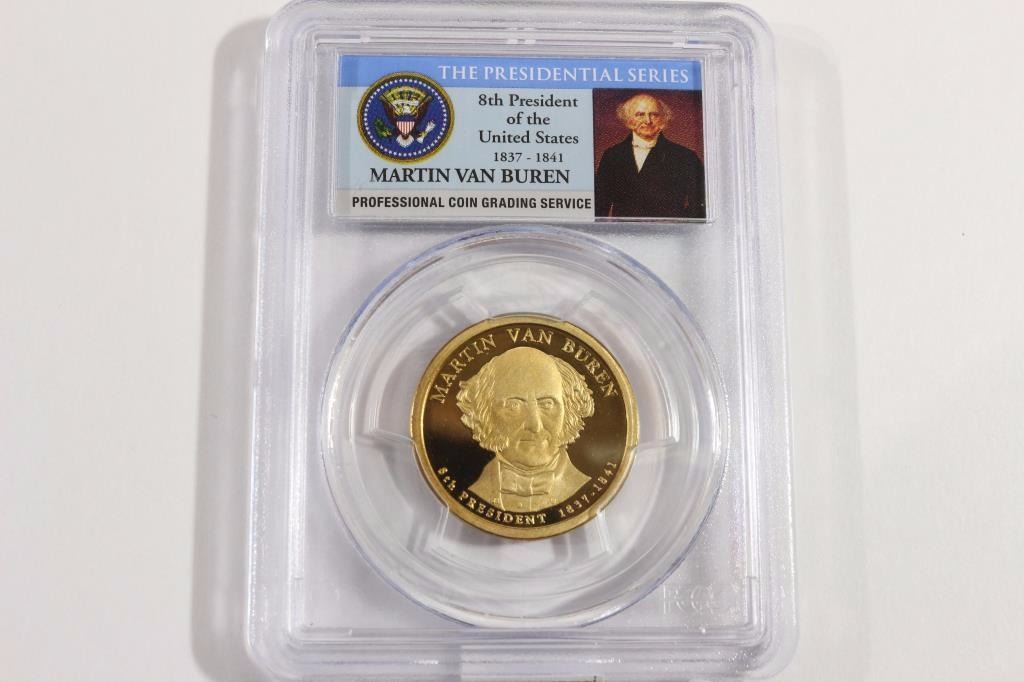 THE PRESIDENTIAL SERIES
8th President
of the
United States
1837 - 1841
MARTIN VAN BUREN
PROFESSIONAL COIN GRADING SERVICE
MARTIN VAN BUREN
8th PRESIDENT 1837-1841